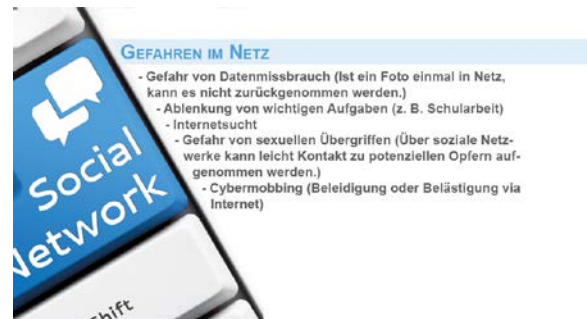 GEFAHREN IM NETZ
- Gefahr von Datenmissbrauch (Ist ein Foto einmal in Netz,
kann es nicht zurückgenommen werden.)
- Ablenkung von wichtigen Aufgaben (z. B. Schularbeit)
- Internetsucht
- Gefahr von sexuellen Übergriffen (Über soziale Netz-
werke kann leicht Kontakt zu potenziellen Opfern auf-
genommen werden.)
- Cybermobbing (Beleidigung oder Belästigung via
Internet)
Social
Network
Shift